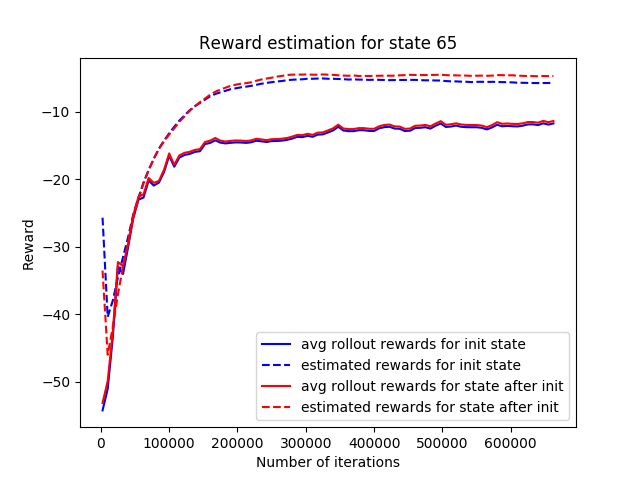 Reward estimation for state 65
Reward
−10
−20
−30
−40
−50
avg rollout rewards for init state
estimated rewards for init state
avg rollout rewards for state after init
estimated rewards for state after init
0 100000 200000 300000 400000 500000 600000
Number of iterations